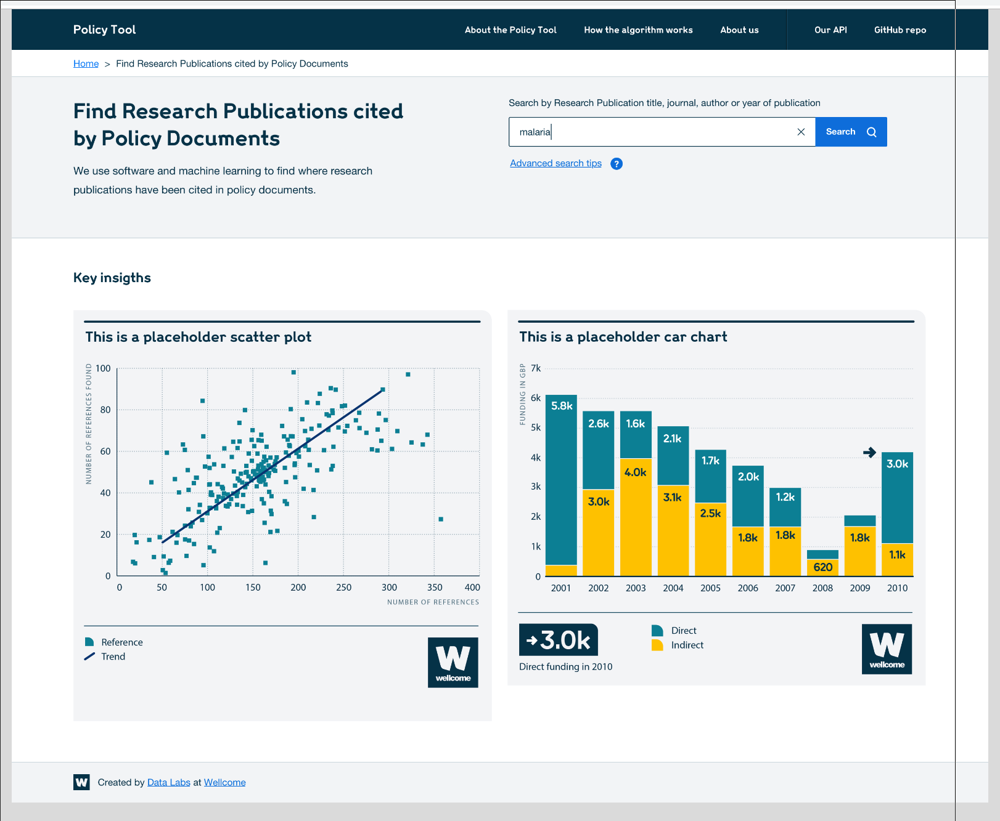 Policy Tool
About the Policy Tool
How the algorithm works
About us
Our API
GitHub repo
Home > Find Research Publications cited by Policy Documents
Find Research Publications cited
by Policy Documents
We use software and machine learning to find where research
publications have been cited in policy documents.
Search by Research Publication title, journal, author or year of publication
malaria
Search
Advanced search tips ?
Key insigths
This is a placeholder scatter plot
NUMBER OF REFERENCES FOUND
100
80
60
40
20
0
0 50 100 150 200 250 300 350 400
NUMBER OF REFERENCES
Reference
Trend
W
wellcome
This is a placeholder car chart
FUNDING IN GBP
7k
6k
5k
4k
3k
2k
1k
0
5.8k
2.6k
3.0k
1.6k
4.0k
2.1k
3.1k
1.7k
2.5k
2.0k
1.8k
1.2k
1.8k
620
1.8k
3.0k
1.1k
2001 2002 2003 2004 2005 2006 2007 2008 2009 2010
3.0k
Direct funding in 2010
Direct
Indirect
W
wellcome
W
Created by Data Labs at Wellcome